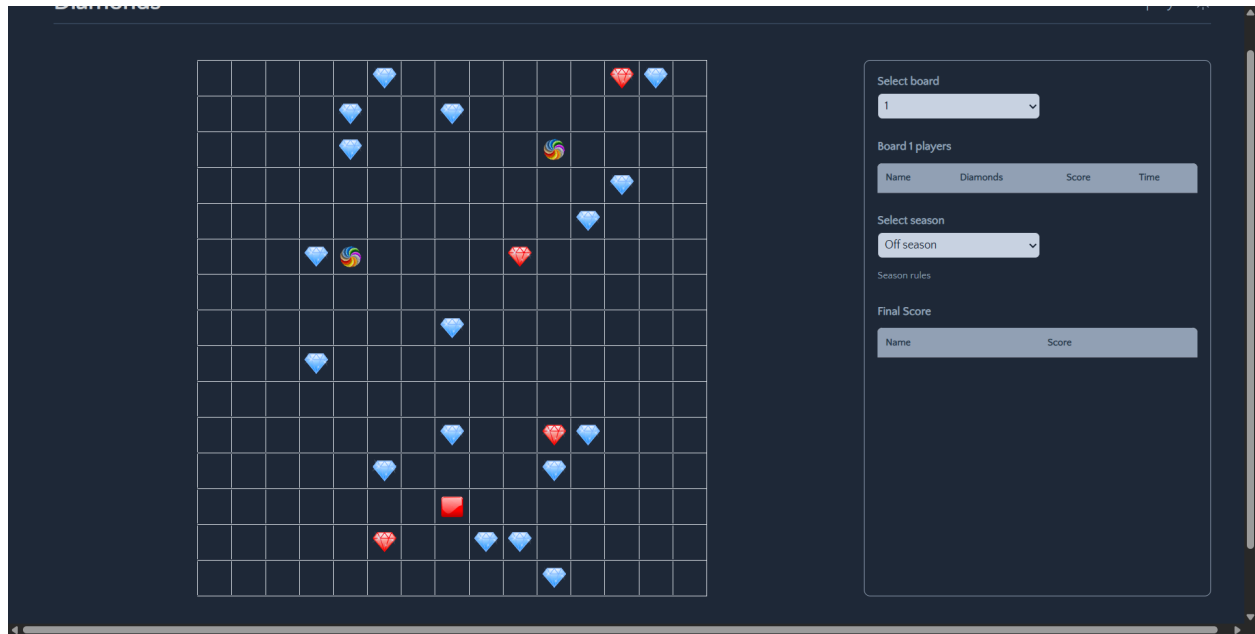 Diamonds
Select board
1
Board 1 players
Name Diamonds Score Time
Select season
Off season
Season rules
Final Score
Name Score